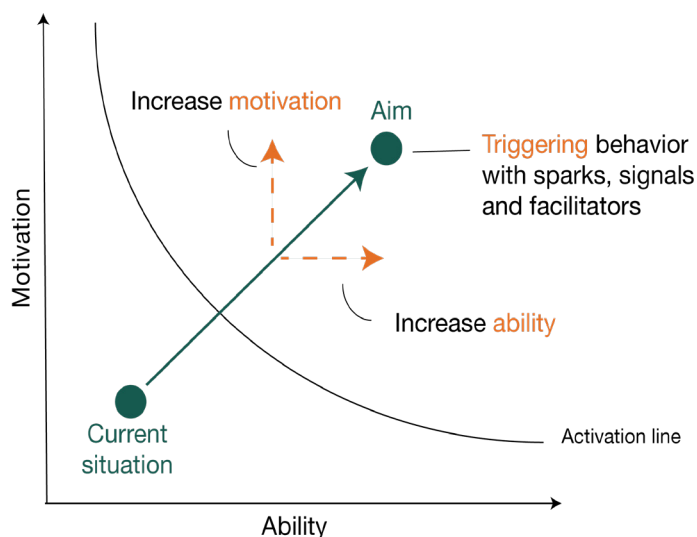 Increase motivation
Aim
Triggering behavior
with sparks, signals
and facilitators
Motivation
Increase ability
Current
situation
Activation line
Ability